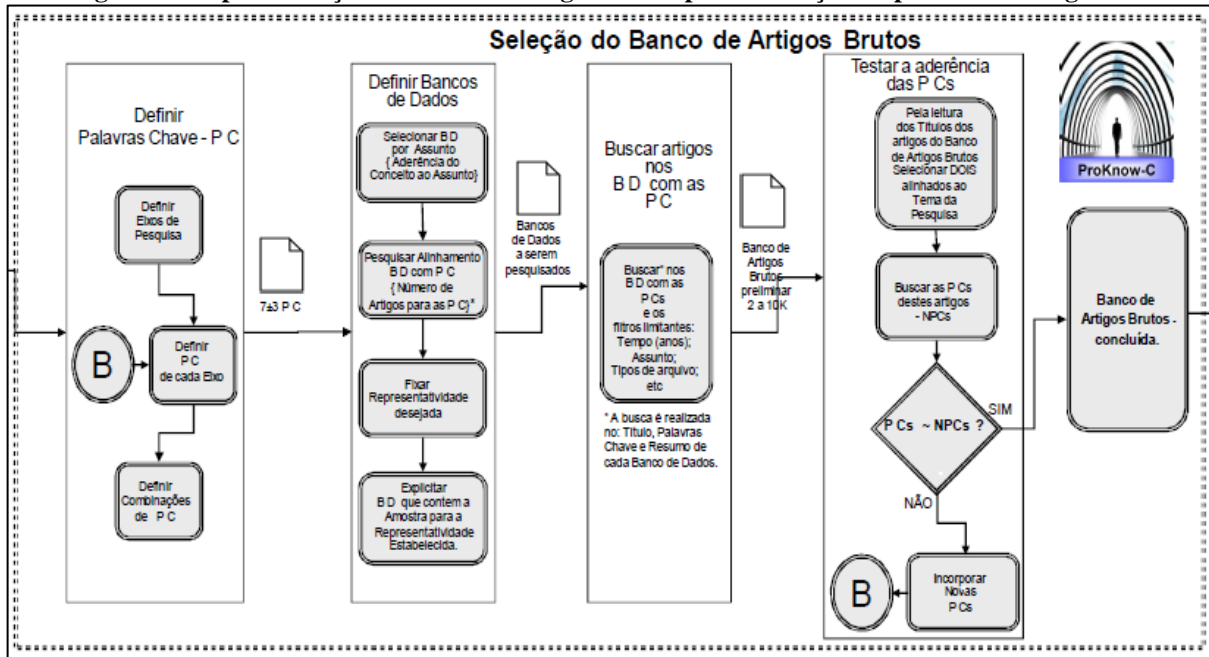 Seleção do Banco de Artigos Brutos
Definir
Palavras Chave - P C
Definir
Eixos de
Pesquisa
B
Definir
P C
de cada Eixo
Definir
Combinações
de P C
7±3 P C
Definir Bancos
de Dados
Selecionar B D
por Assunto
{ Aderência do
Conceito ao Assunto}
Pesquisar Alinhamento
B D com P C
{ Número de
Artigos para as P C}*
Fixar
Representatividade
desejada
Explicitar
B D que contem a
Amostra para a
Representatividade
Estabelecida.
Bancos
de Dados
a serem
pesquisados
Buscar artigos
nos
B D com as
P C
Buscar* nos
B D com as
P Cs
e os
filtros limitantes:
Tempo (anos);
Assunto;
Tipos de arquivo;
etc
* A busca é realizada
no: Título, Palavras
Chave e Resumo de
cada Banco de Dados.
Banco de
Artigos
Brutos
preliminar
2 a 10K
Testar a aderência
das P Cs
Pela leitura
dos Títulos dos
artigos do Banco
de Artigos Brutos
Selecionar DOIS
alinhados ao
Tema da
Pesquisa
Buscar as P Cs
destes artigos
- NPCs
P Cs ~ NPCs ?
SIM
NÃO
Incorporar
Novas
P Cs
B
ProKnow-C
Banco de
Artigos Brutos -
concluída.